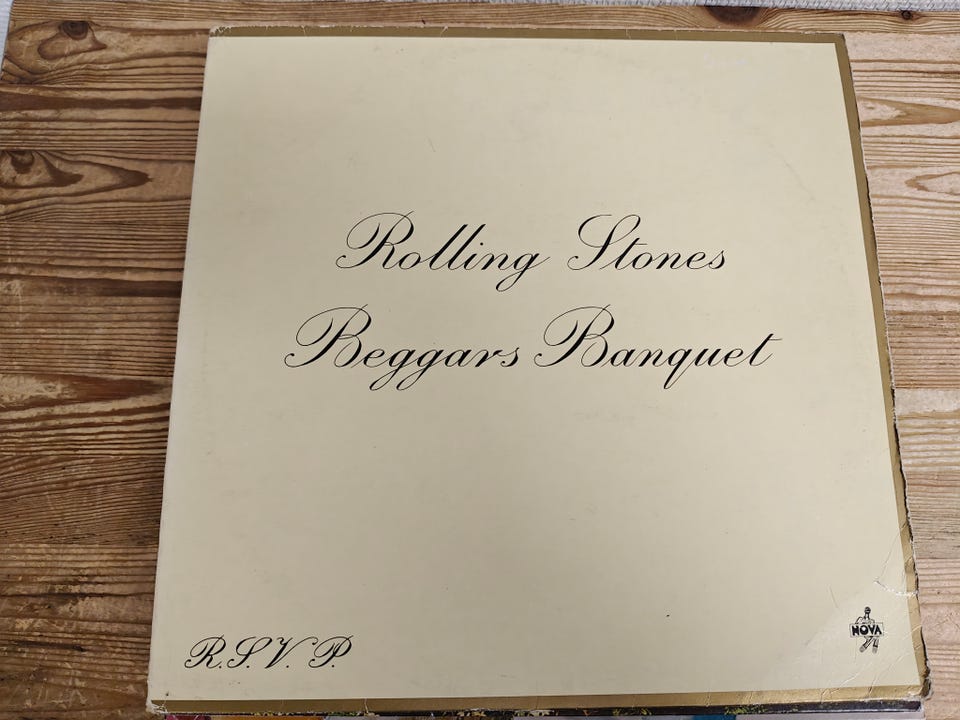 Rolling Stones
Beggars Banquet
R.S.V.P.
NOVA